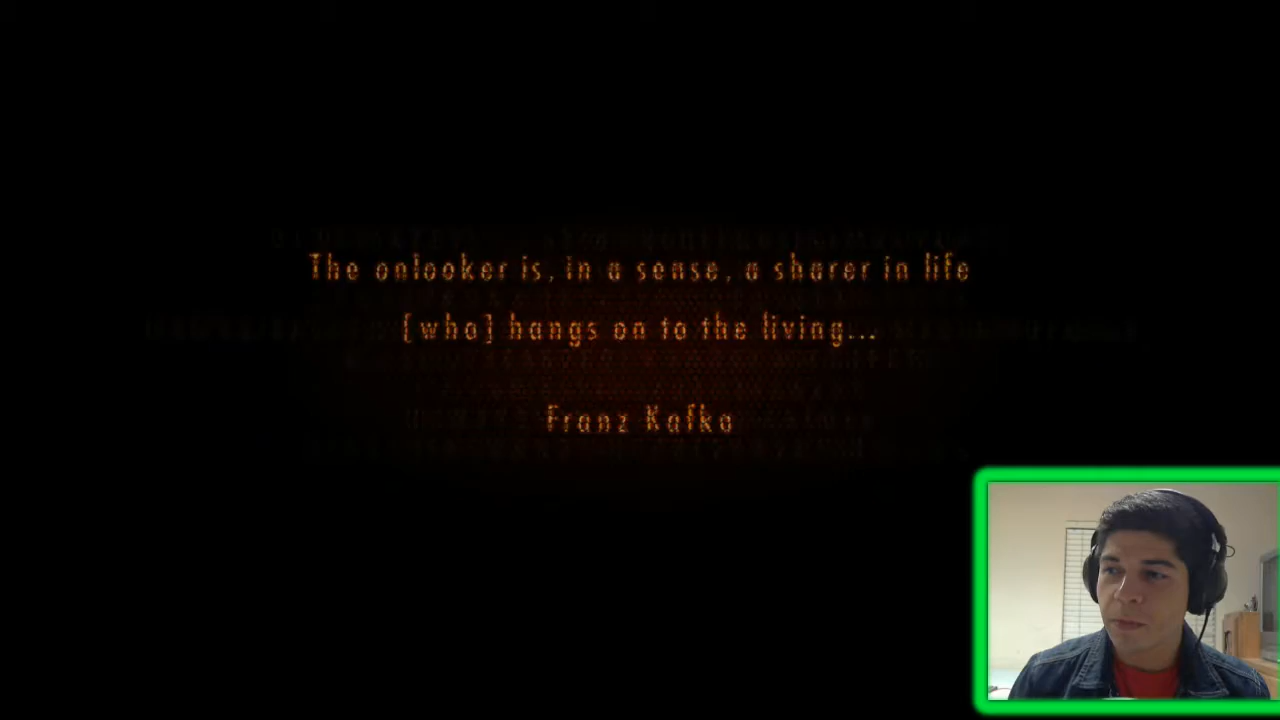 The onlooker is, in a sense, a sharer in life
[who] hangs on to the living...
Franz Kafka